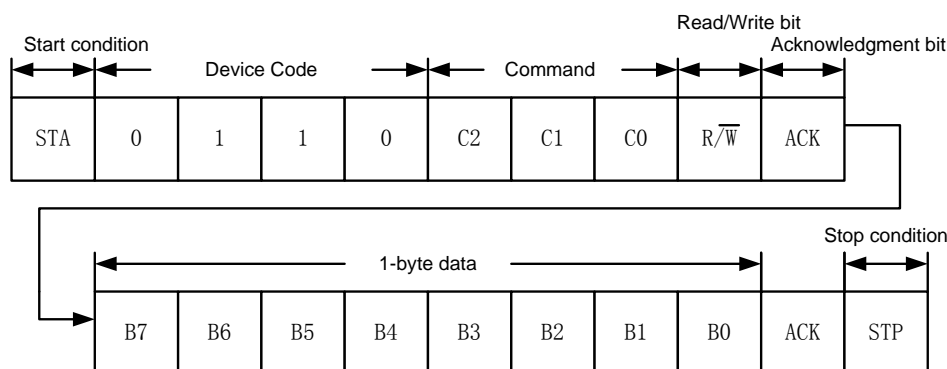 Read/Write bit
Start condition Acknowledgment bit
Device Code Command
STA 0 1 1 0 C2 C1 C0 R/W̅ ACK
Stop condition
1-byte data
B7 B6 B5 B4 B3 B2 B1 B0 ACK STP